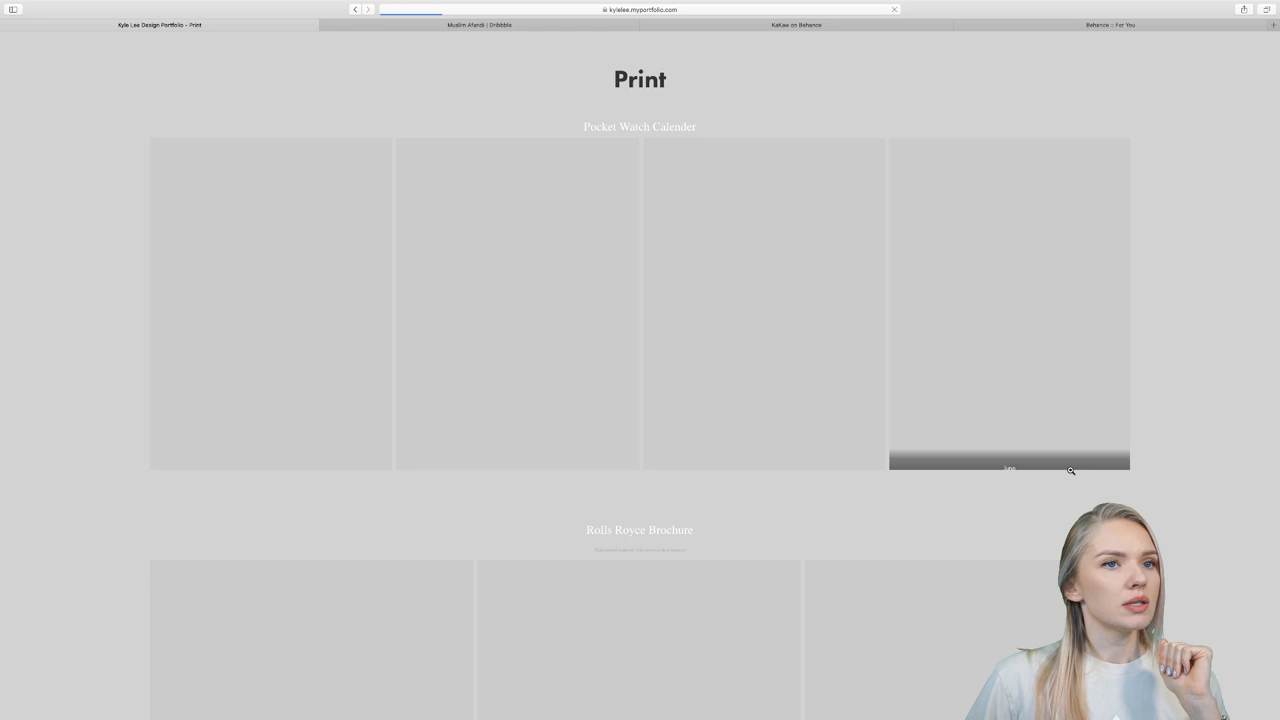 kylelee.myportfolio.com
Kyle Lee Design Portfolio - Print
Muslim Afandi | Dribbble
KaKaw on Behance
Behance :: For You
Print
Pocket Watch Calender
June
Rolls Royce Brochure